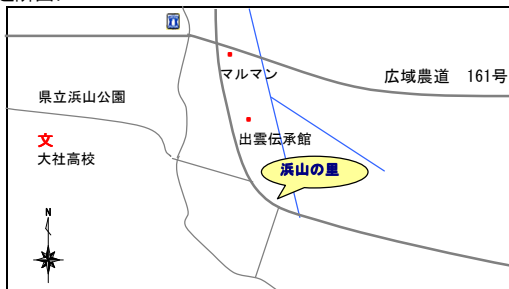 マルマン
広域農道 161号
県立浜山公園
文
大社高校
出雲伝承館
浜山の里
N